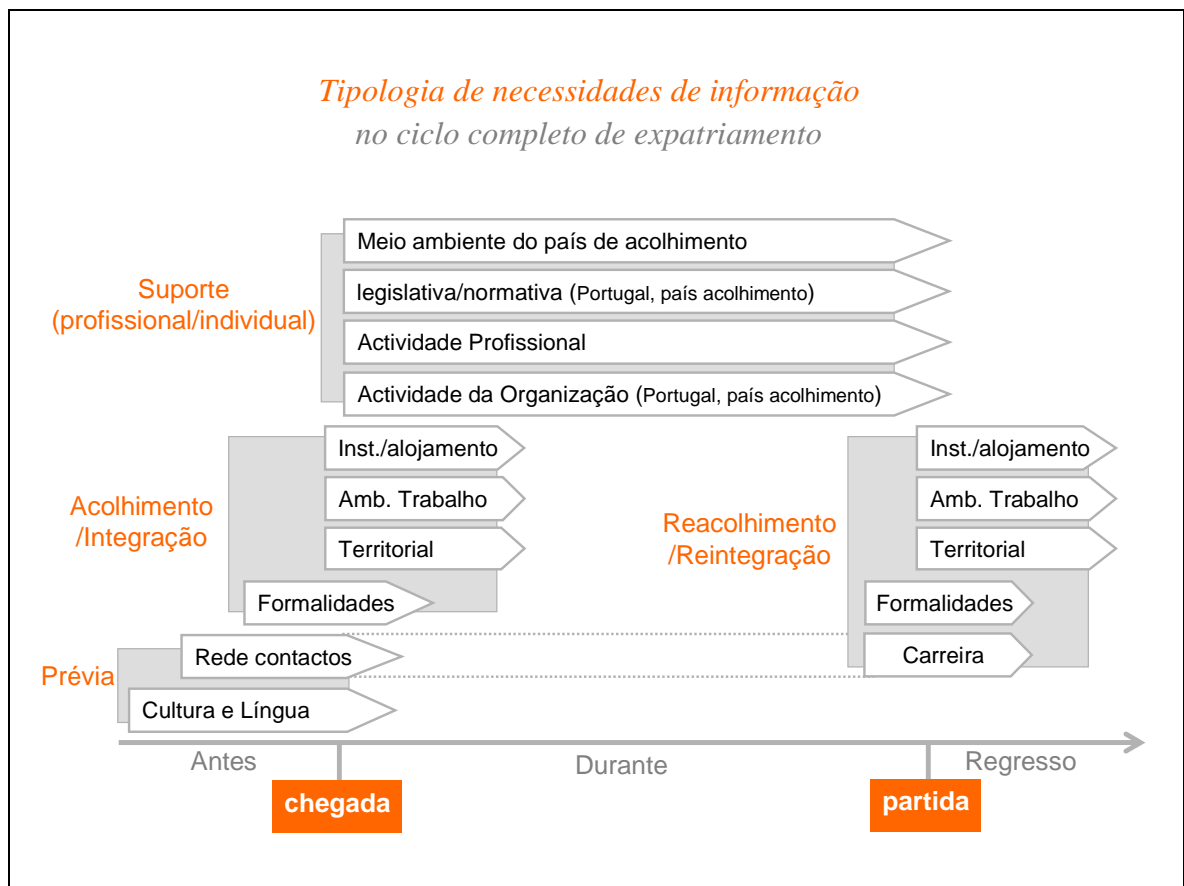 Tipologia de necessidades de informação
no ciclo completo de expatriamento
Suporte
(profissional/individual)
Meio ambiente do país de acolhimento
legislativa/normativa (Portugal, país acolhimento)
Actividade Profissional
Actividade da Organização (Portugal, país acolhimento)
Acolhimento
/Integração
Inst./alojamento
Amb. Trabalho
Territorial
Formalidades
Reacolhimento
/Reintegração
Inst./alojamento
Amb. Trabalho
Territorial
Formalidades
Carreira
Prévia
Rede contactos
Cultura e Língua
Antes
Durante
Regresso
chegada
partida